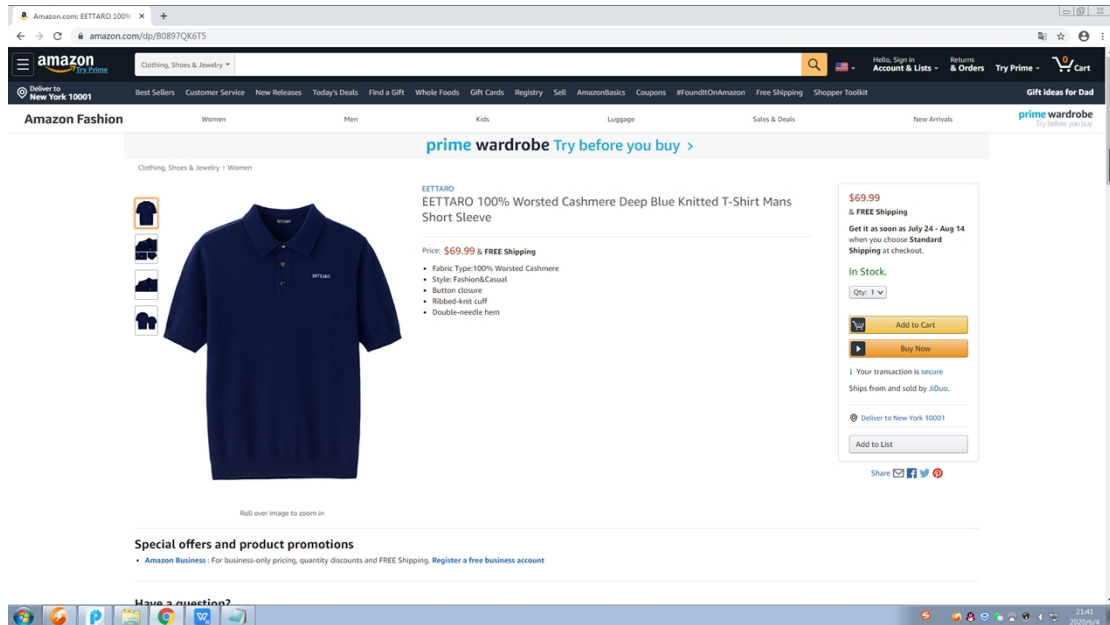 Amazon.com: EETTARO 100%
amazon.com/dp/B0897QK6T5
amazon
Try Prime
Clothing, Shoes & Jewelry
Hello, Sign in
Account & Lists
Returns
& Orders
Try Prime
0
Cart
Deliver to
New York 10001
Best Sellers Customer Service New Releases Today's Deals Find a Gift Whole Foods Gift Cards Registry Sell AmazonBasics Coupons #FoundItOnAmazon Free Shipping Shopper Toolkit
Gift ideas for Dad
Amazon Fashion
Women Men Kids Luggage Sales & Deals New Arrivals
prime wardrobe
Try before you buy
prime wardrobe Try before you buy >
Clothing, Shoes & Jewelry › Women
EETTARO
EETTARO
EETTARO
EETTARO 100% Worsted Cashmere Deep Blue Knitted T-Shirt Mans
Short Sleeve
Price: $69.99 & FREE Shipping
• Fabric Type:100% Worsted Cashmere
• Style: Fashion&Casual
• Button closure
• Ribbed-knit cuff
• Double-needle hem
$69.99
& FREE Shipping
Get it as soon as July 24 - Aug
14
when you choose Standard
Shipping at checkout.
In Stock.
Qty: 1
Add to Cart
Buy Now
Your transaction is secure
Ships from and sold by JiDuo.
Deliver to New York 10001
Add to List
Share
Roll over image to zoom in
Special offers and product promotions
• Amazon Business : For business-only pricing, quantity discounts and FREE Shipping. Register a free business account
Have a question?
21:41
2020/6/4